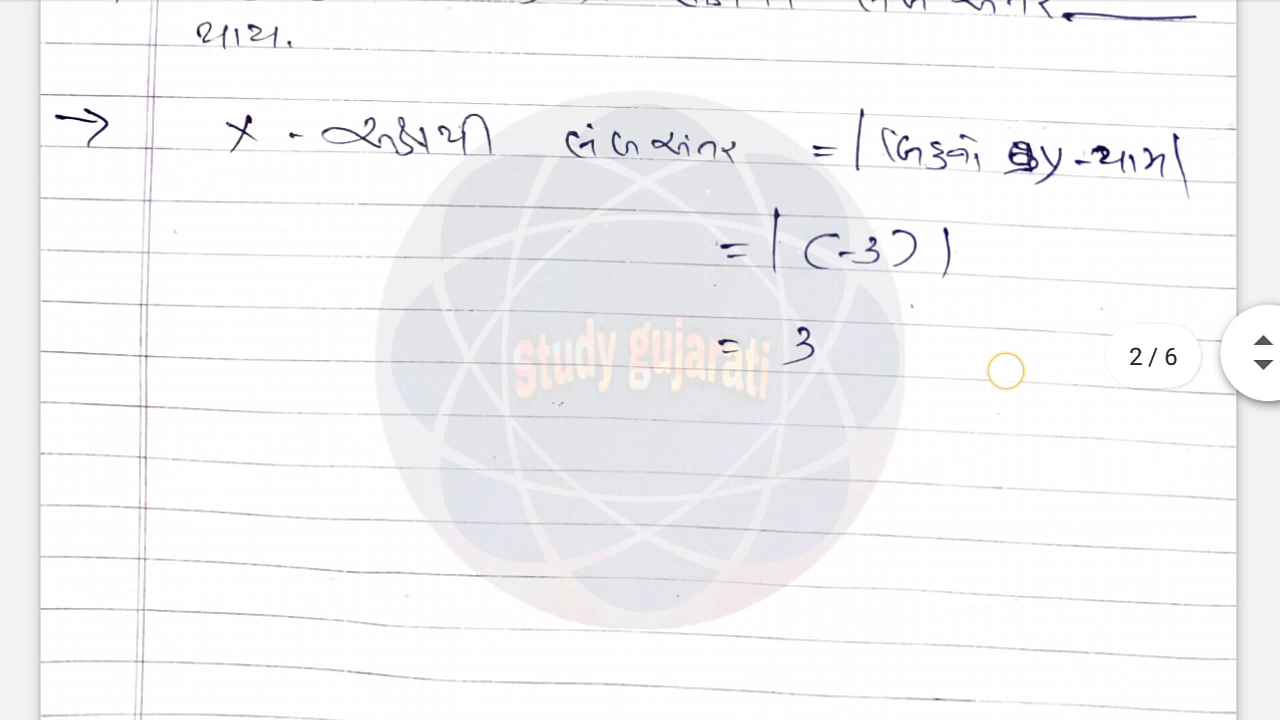 થાય.
→ X - અક્ષથી લંબઅંતર = | બિંદુનો y-યામ |
= | (-3) |
= 3
study gujarati
2 / 6